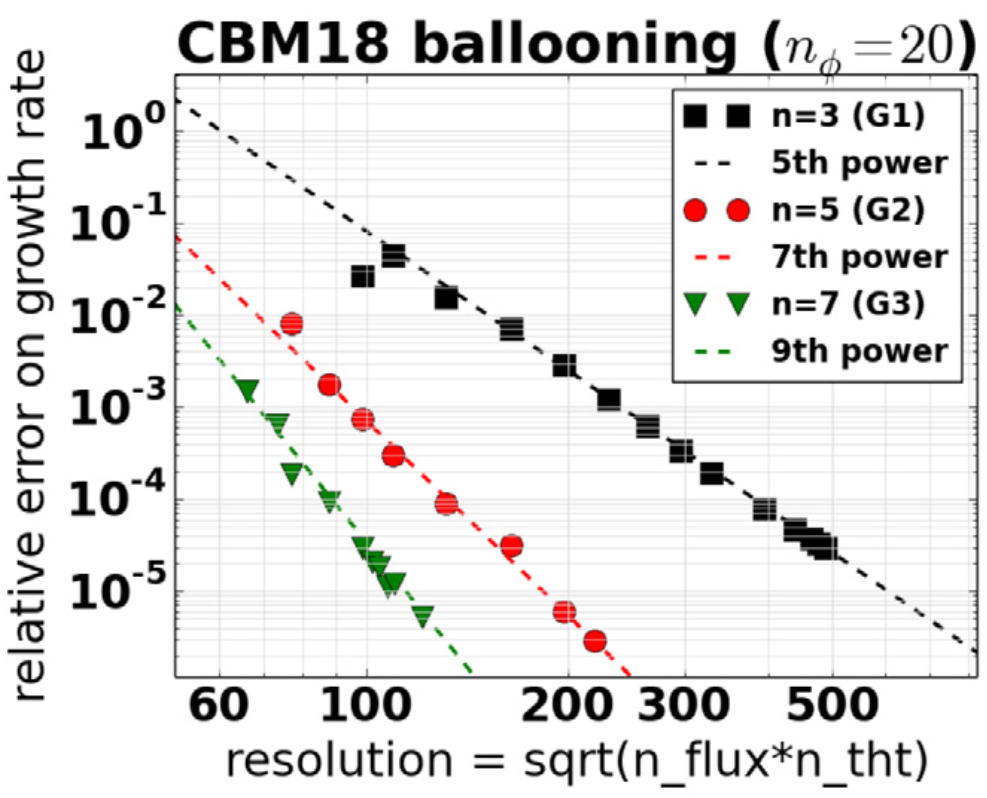 CBM18 ballooning (n_ϕ=20)
relative error on growth rate
10^0
10^-1
10^-2
10^-3
10^-4
10^-5
n=3 (G1)
5th power
n=5 (G2)
7th power
n=7 (G3)
9th power
60 100 200 300 500
resolution = sqrt(n_flux*n_tht)